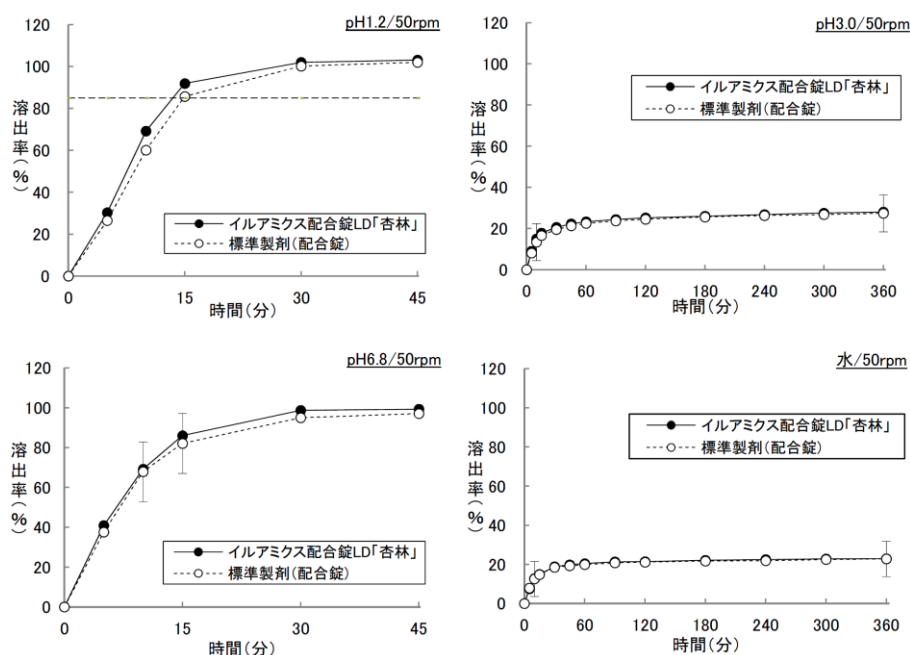 pH1.2/50rpm
120
100
80
60
40
20
0
溶出率(%)
イルアミクス配合錠LD「杏林」
標準製剤(配合錠)
0 15 30 45
時間(分)
pH3.0/50rpm
120
100
80
60
40
20
0
溶出率(%)
イルアミクス配合錠LD「杏林」
標準製剤(配合錠)
0 60 120 180 240 300 360
時間(分)
pH6.8/50rpm
120
100
80
60
40
20
0
溶出率(%)
イルアミクス配合錠LD「杏林」
標準製剤(配合錠)
0 15 30 45
時間(分)
水/50rpm
120
100
80
60
40
20
0
溶出率(%)
イルアミクス配合錠LD「杏林」
標準製剤(配合錠)
0 60 120 180 240 300 360
時間(分)